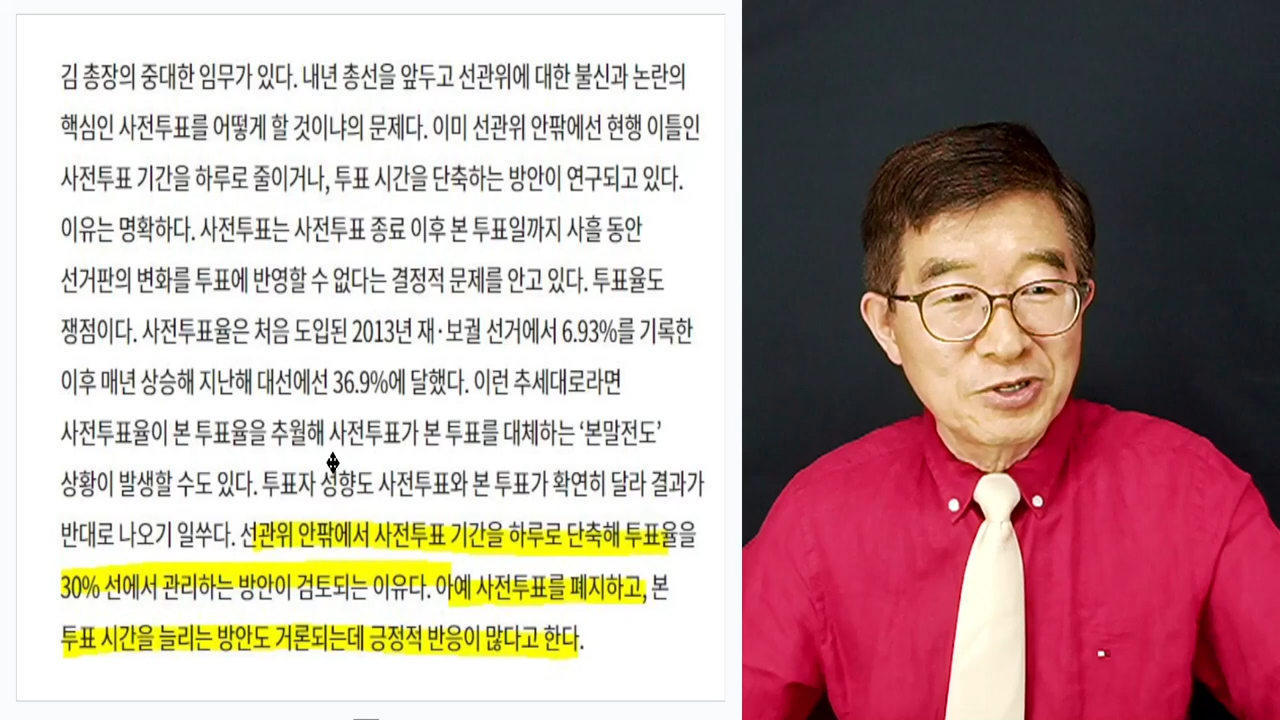 김 총장의 중대한 임무가 있다. 내년 총선을 앞두고 선관위에 대한 불신과 논란의
핵심인 사전투표를 어떻게 할 것이냐의 문제다. 이미 선관위 안팎에선 현행 이틀인
사전투표 기간을 하루로 줄이거나, 투표 시간을 단축하는 방안이 연구되고 있다.
이유는 명확하다. 사전투표는 사전투표 종료 이후 본 투표일까지 사흘 동안
선거판의 변화를 투표에 반영할 수 없다는 결정적 문제를 안고 있다. 투표율도
쟁점이다. 사전투표율은 처음 도입된 2013년 재·보궐 선거에서 6.93%를 기록한
이후 매년 상승해 지난해 대선에선 36.9%에 달했다. 이런 추세대로라면
사전투표율이 본 투표율을 추월해 사전투표가 본 투표를 대체하는 ‘본말전도’
상황이 발생할 수도 있다. 투표자 성향도 사전투표와 본 투표가 확연히 달라 결과가
반대로 나오기 일쑤다. 선관위 안팎에서 사전투표 기간을 하루로 단축해 투표율을
30% 선에서 관리하는 방안이 검토되는 이유다. 아예 사전투표를 폐지하고, 본
투표 시간을 늘리는 방안도 거론되는데 긍정적 반응이 많다고 한다.